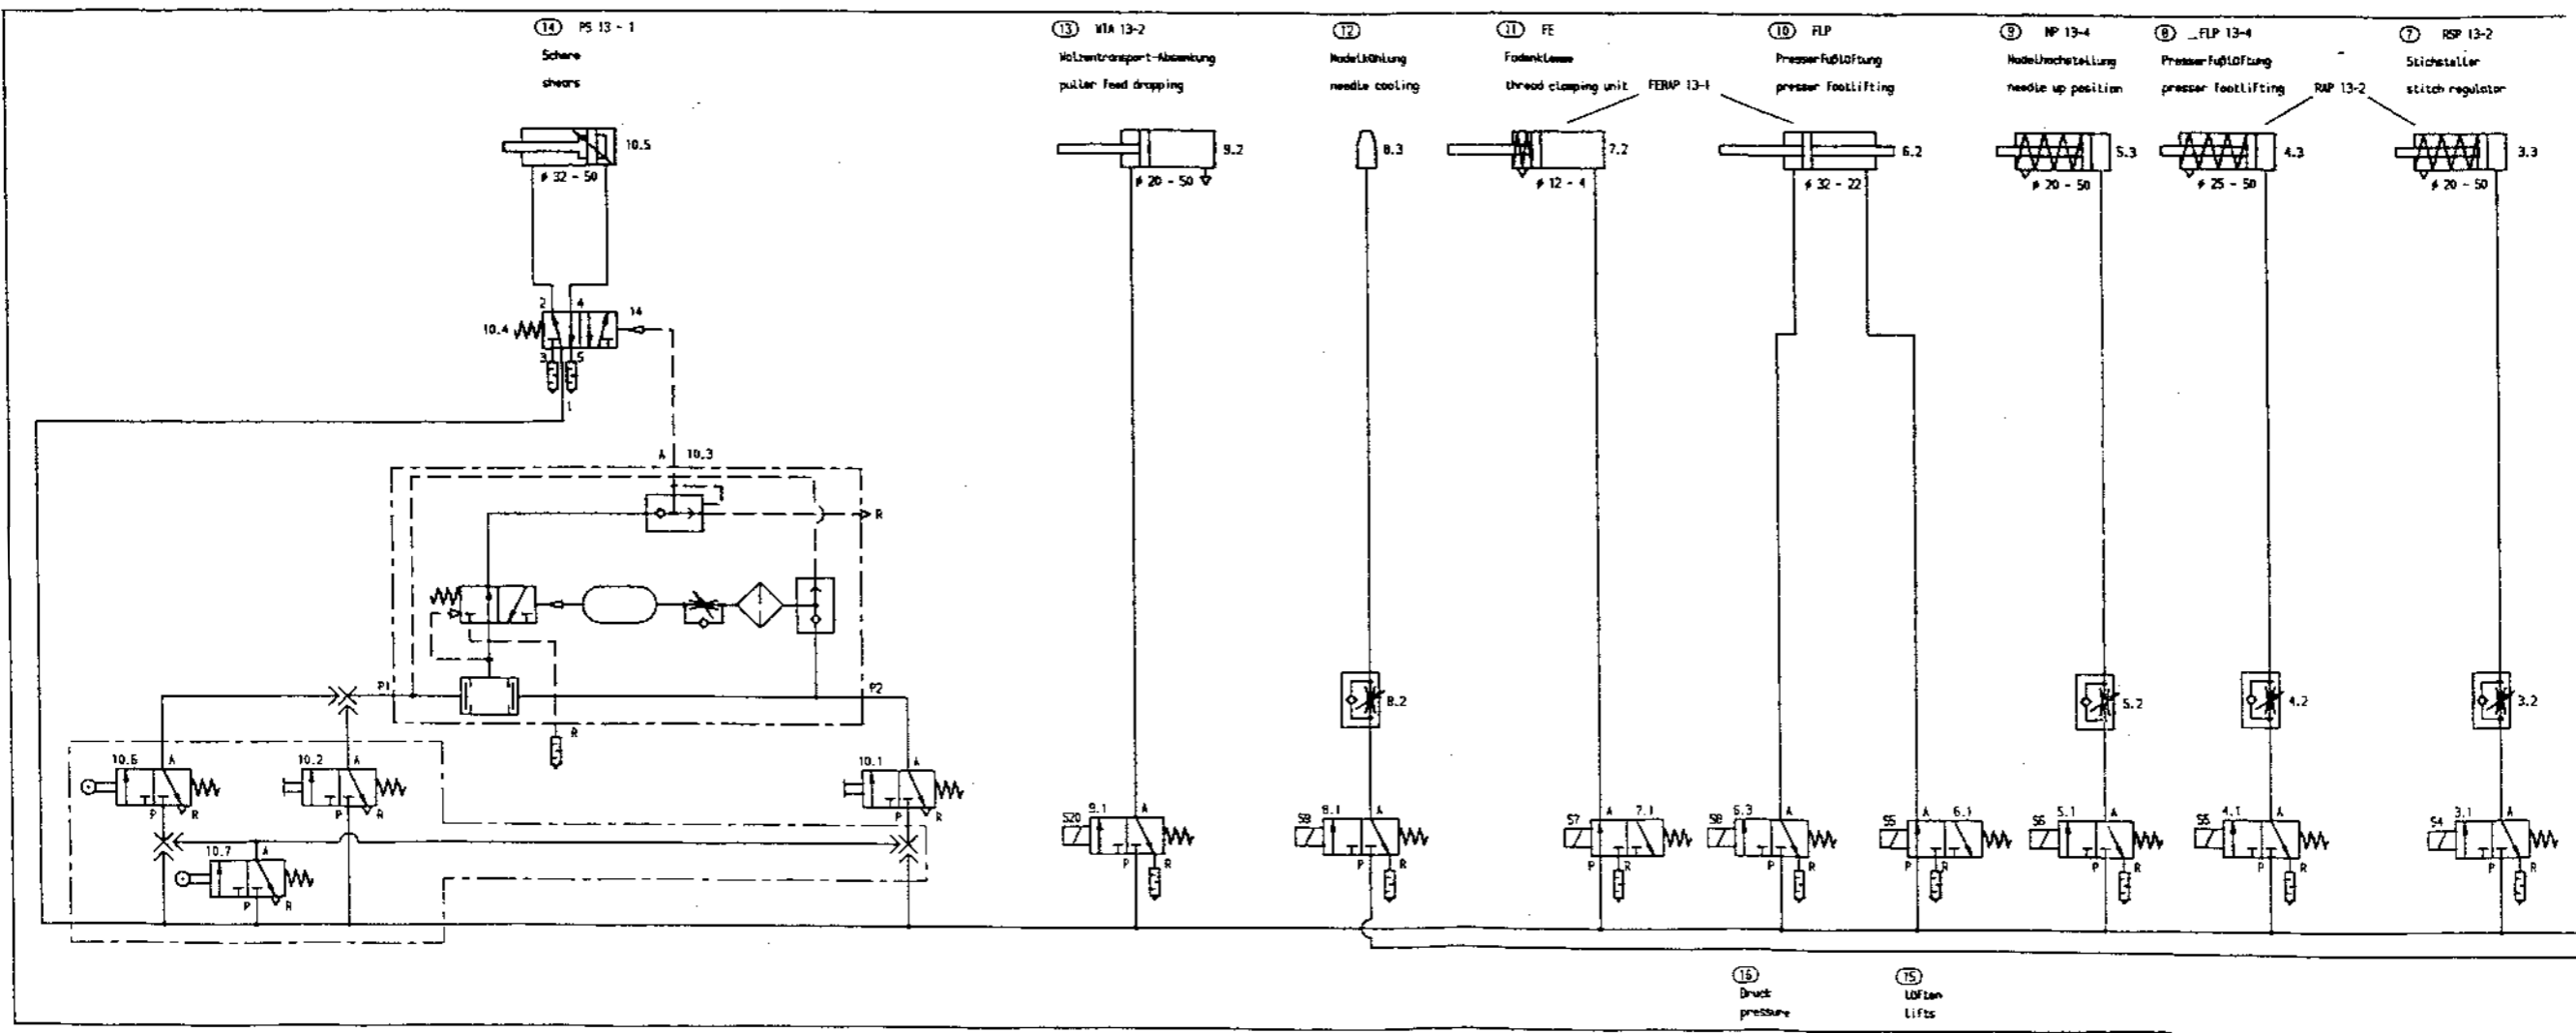 14 PS 13 - 1
Schere
shears
13 WTA 13-2
Walzentransport-Absenkung
puller feed dropping
12
Nadelkühlung
needle cooling
11 FE
Fadenklemme
thread clamping unit
FERAP 13-1
10 FLP
Presserfußlüftung
presser footlifting
9 NP 13-4
Nadelhochstellung
needle up position
8 FLP 13-4
Presserfußlüftung
presser footlifting
RAP 13-2
7 RSP 13-2
Stichsteller
stitch regulator
10.5
ø 32 - 50
9.2
ø 20 - 50
8.3
7.2
ø 12 - 4
6.2
ø 32 - 22
5.3
ø 20 - 50
4.3
ø 25 - 50
3.3
ø 20 - 50
2 4
14
10.4
3 5
1
A 10.3
R
P1
P2
R
8.2
5.2
4.2
3.2
10.6 A
P R
10.2 A
P R
10.1 A
P R
10.7 A
P R
S20 9.1 A
P R
S9 8.1 A
P R
S7 A 7.1
P R
S8 6.3 A
P R
S5 A 6.1
P R
S6 5.1 A
P R
S5 4.1 A
P R
S4 3.1 A
P R
16
Druck
pressure
15
Lüften
lifts